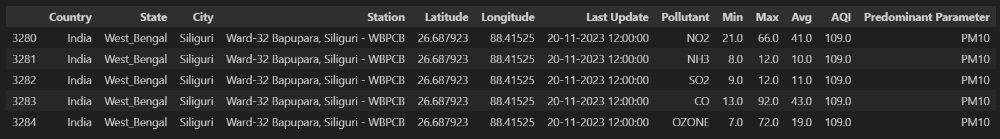 Country State City Station Latitude Longitude Last Update Pollutant Min Max Avg AQI Predominant Parameter
3280 India West_Bengal Siliguri Ward-32 Bapupara, Siliguri - WBPCB 26.687923 88.41525 20-11-2023 12:00:00 NO2 21.0 66.0 41.0 109.0 PM10
3281 India West_Bengal Siliguri Ward-32 Bapupara, Siliguri - WBPCB 26.687923 88.41525 20-11-2023 12:00:00 NH3 8.0 12.0 10.0 109.0 PM10
3282 India West_Bengal Siliguri Ward-32 Bapupara, Siliguri - WBPCB 26.687923 88.41525 20-11-2023 12:00:00 SO2 9.0 12.0 11.0 109.0 PM10
3283 India West_Bengal Siliguri Ward-32 Bapupara, Siliguri - WBPCB 26.687923 88.41525 20-11-2023 12:00:00 CO 13.0 92.0 43.0 109.0 PM10
3284 India West_Bengal Siliguri Ward-32 Bapupara, Siliguri - WBPCB 26.687923 88.41525 20-11-2023 12:00:00 OZONE 7.0 72.0 19.0 109.0 PM10